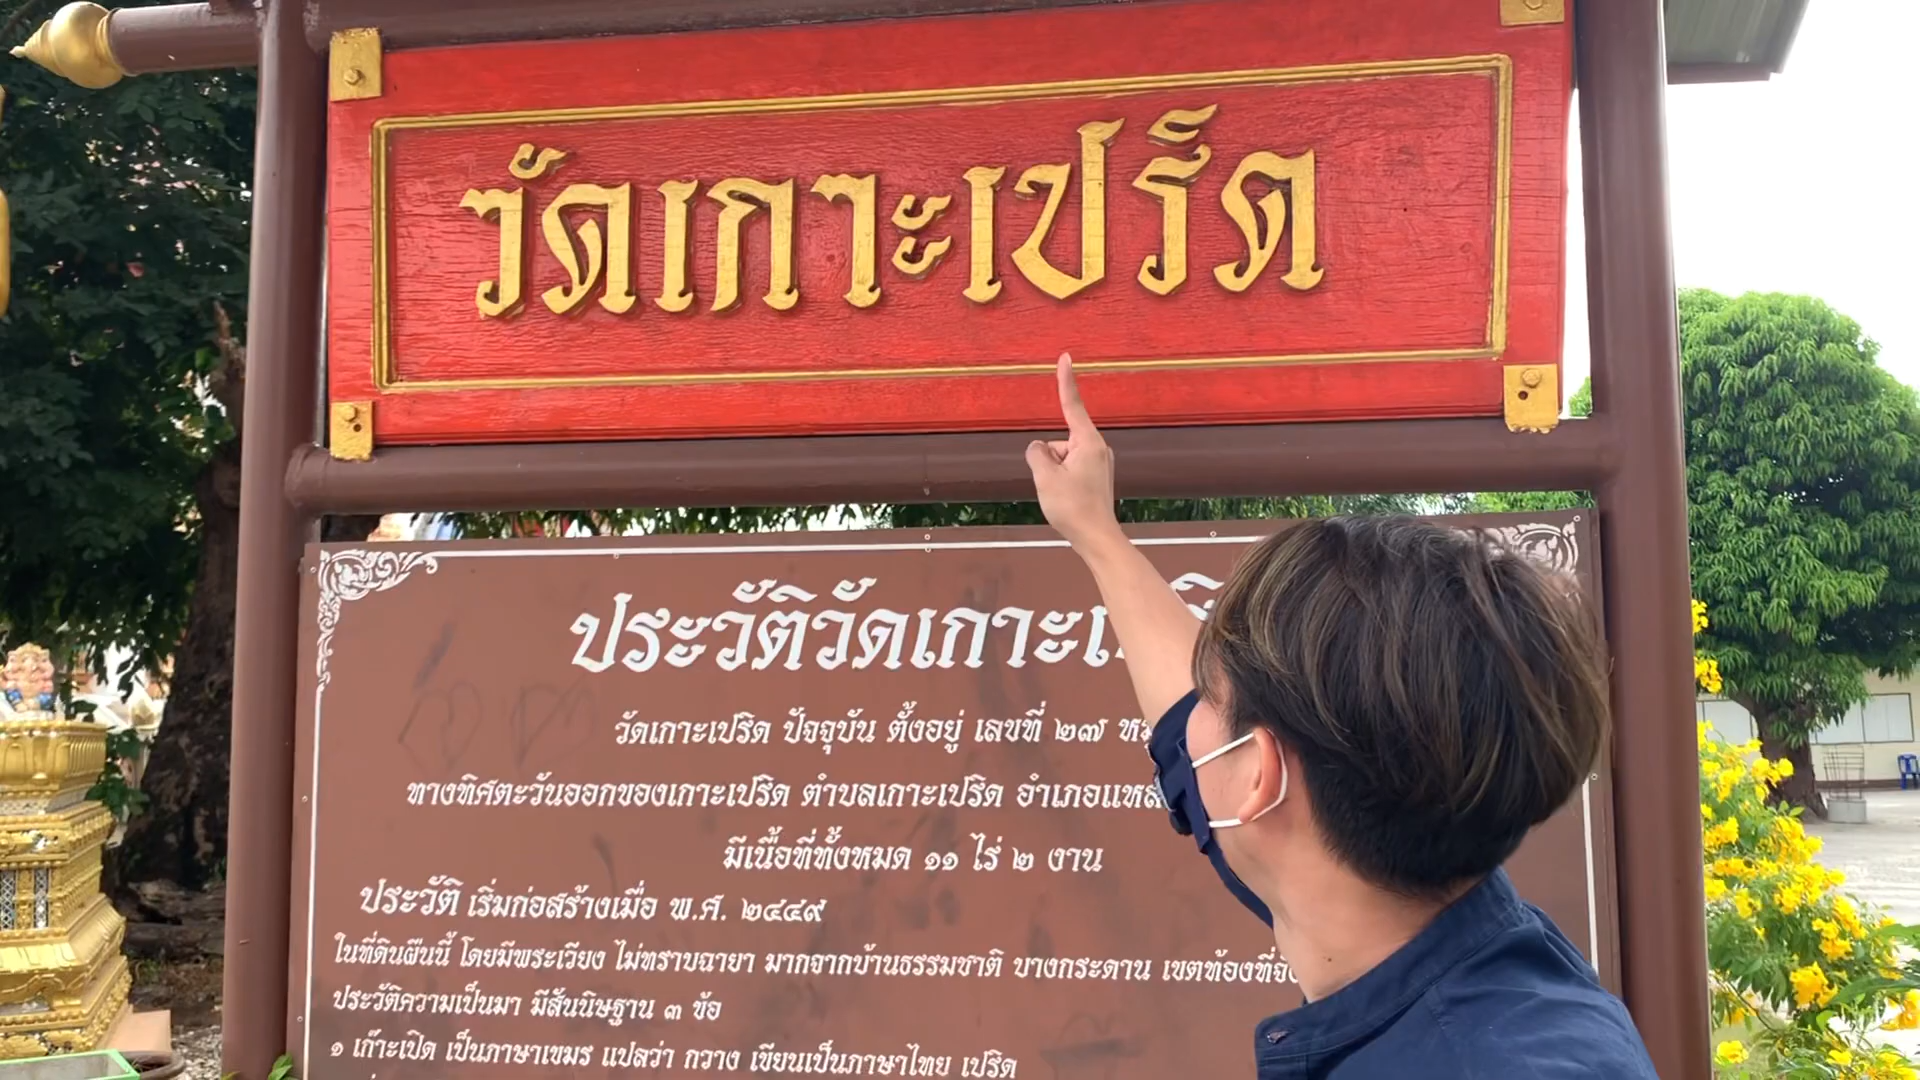 วัดเกาะเปริด
ประวัติวัดเกาะ
วัดเกาะเปริด ปัจจุบัน ตั้งอยู่ เลขที่ ๒๗
ทางทิศตะวันออกของเกาะเปริด ตำบลเกาะเปริด อำเภอแหล
มีเนื้อที่ทั้งหมด ๑๑ ไร่ ๒ งาน
ประวัติ เริ่มก่อสร้างเมื่อ พ.ศ. ๒๔๔๙
ในที่ดินผืนนี้ โดยมีพระเวียง ไม่ทราบฉายา มากจากบ้านธรรมชาติ บางกระดาน เขตท้องที่จัง
ประวัติความเป็นมา มีสันนิษฐาน ๓ ข้อ
๑ เก๊าะเปิด เป็นภาษาเขมร แปลว่า กวาง เขียนเป็นภาษาไทย เปริด